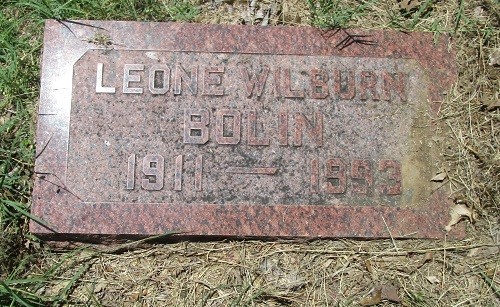 LEONE WILBURN
BOLIN
1911 — 1993